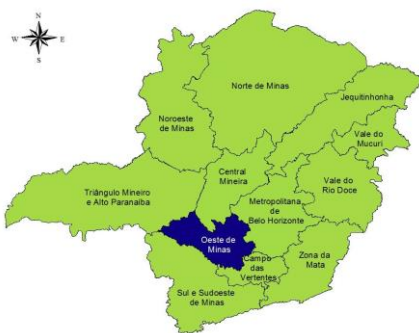 N
W
E
S
Norte de Minas
Jequitinhonha
Noroeste
de Minas
Vale do
Mucuri
Central
Mineira
Vale do
Rio Doce
Triângulo Mineiro
e Alto Paranaíba
Metropolitana
de
Belo Horizonte
Oeste de
Minas
Campo
das
Vertentes
Zona da
Mata
Sul e Sudoeste
de Minas